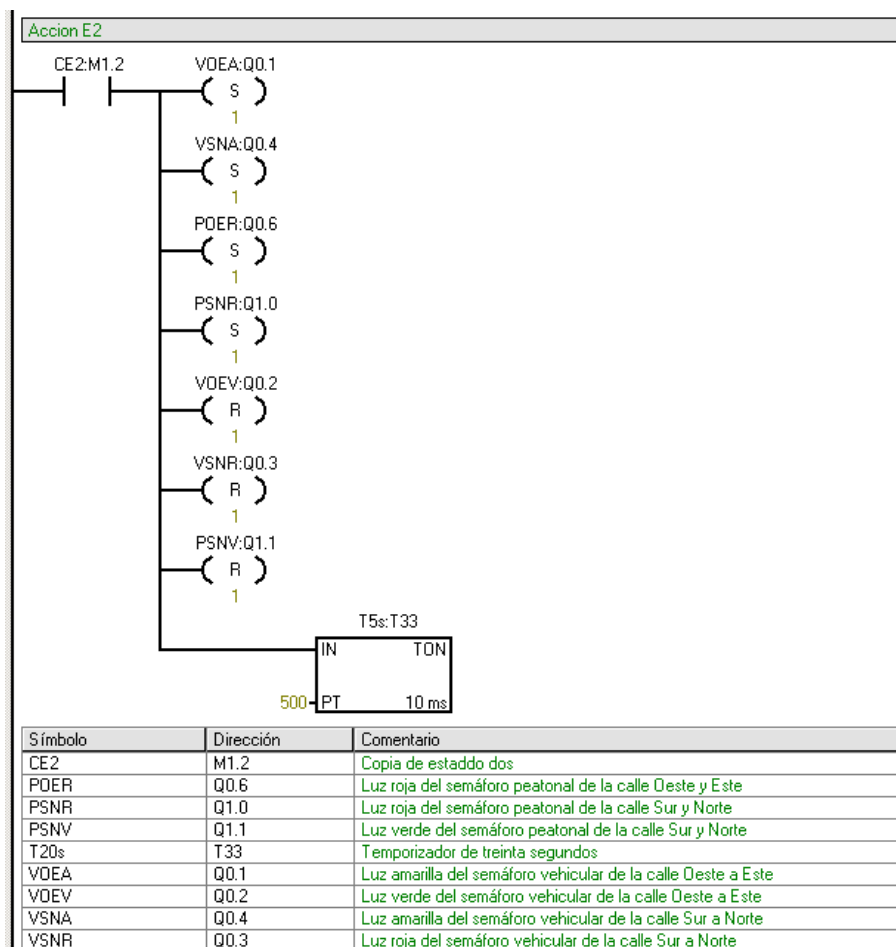 Accion E2
CE2:M1.2
VOEA:Q0.1
S
1
VSNA:Q0.4
S
1
POER:Q0.6
S
1
PSNR:Q1.0
S
1
VOEV:Q0.2
R
1
VSNR:Q0.3
R
1
PSNV:Q1.1
R
1
T5s:T33
IN TON
500 PT 10 ms
Símbolo Dirección Comentario
CE2 M1.2 Copia de estaddo dos
POER Q0.6 Luz roja del semáforo peatonal de la calle Oeste y Este
PSNR Q1.0 Luz roja del semáforo peatonal de la calle Sur y Norte
PSNV Q1.1 Luz verde del semáforo peatonal de la calle Sur y Norte
T20s T33 Temporizador de treinta segundos
VOEA Q0.1 Luz amarilla del semáforo vehicular de la calle Oeste a Este
VOEV Q0.2 Luz verde del semáforo vehicular de la calle Oeste a Este
VSNA Q0.4 Luz amarilla del semáforo vehicular de la calle Sur a Norte
VSNR Q0.3 Luz roja del semáforo vehicular de la calle Sur a Norte